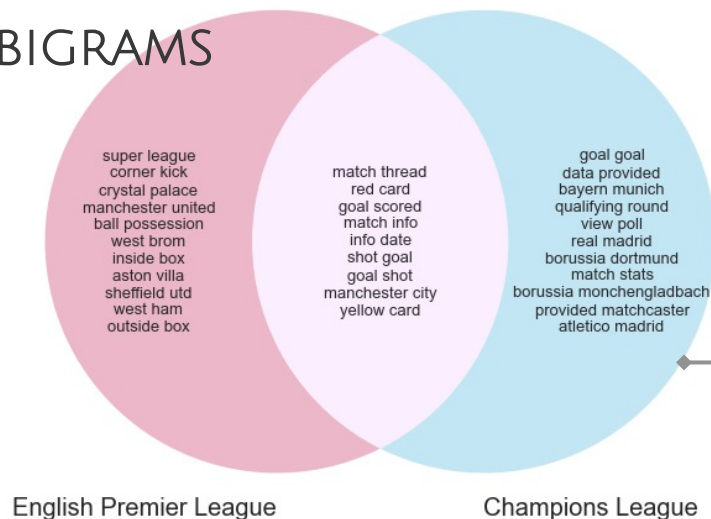 BIGRAMS
super league
corner kick
crystal palace
manchester united
ball possession
west brom
inside box
aston villa
sheffield utd
west ham
outside box
match thread
red card
goal scored
match info
info date
shot goal
goal shot
manchester city
yellow card
goal goal
data provided
bayern munich
qualifying round
view poll
real madrid
borussia dortmund
match stats
borussia monchengladbach
provided matchcaster
atletico madrid
English Premier League
Champions League